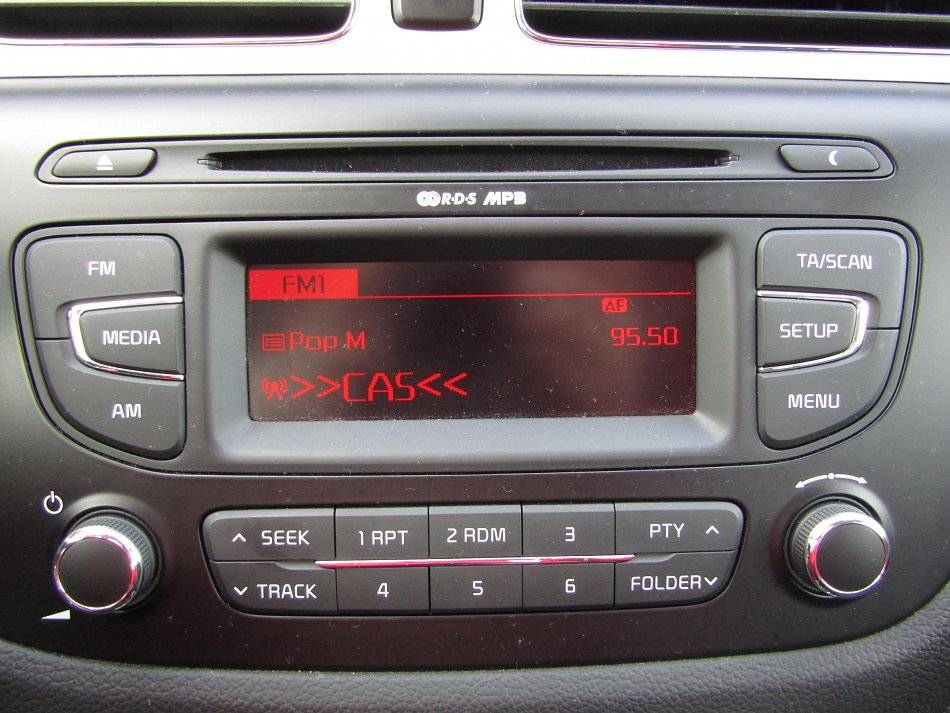 R·D·S MP3
FM
MEDIA
AM
FM1
AF
Pop M 95.50
>>CAS<<
TA/SCAN
SETUP
MENU
SEEK 1 RPT 2 RDM 3 PTY
TRACK 4 5 6 FOLDER